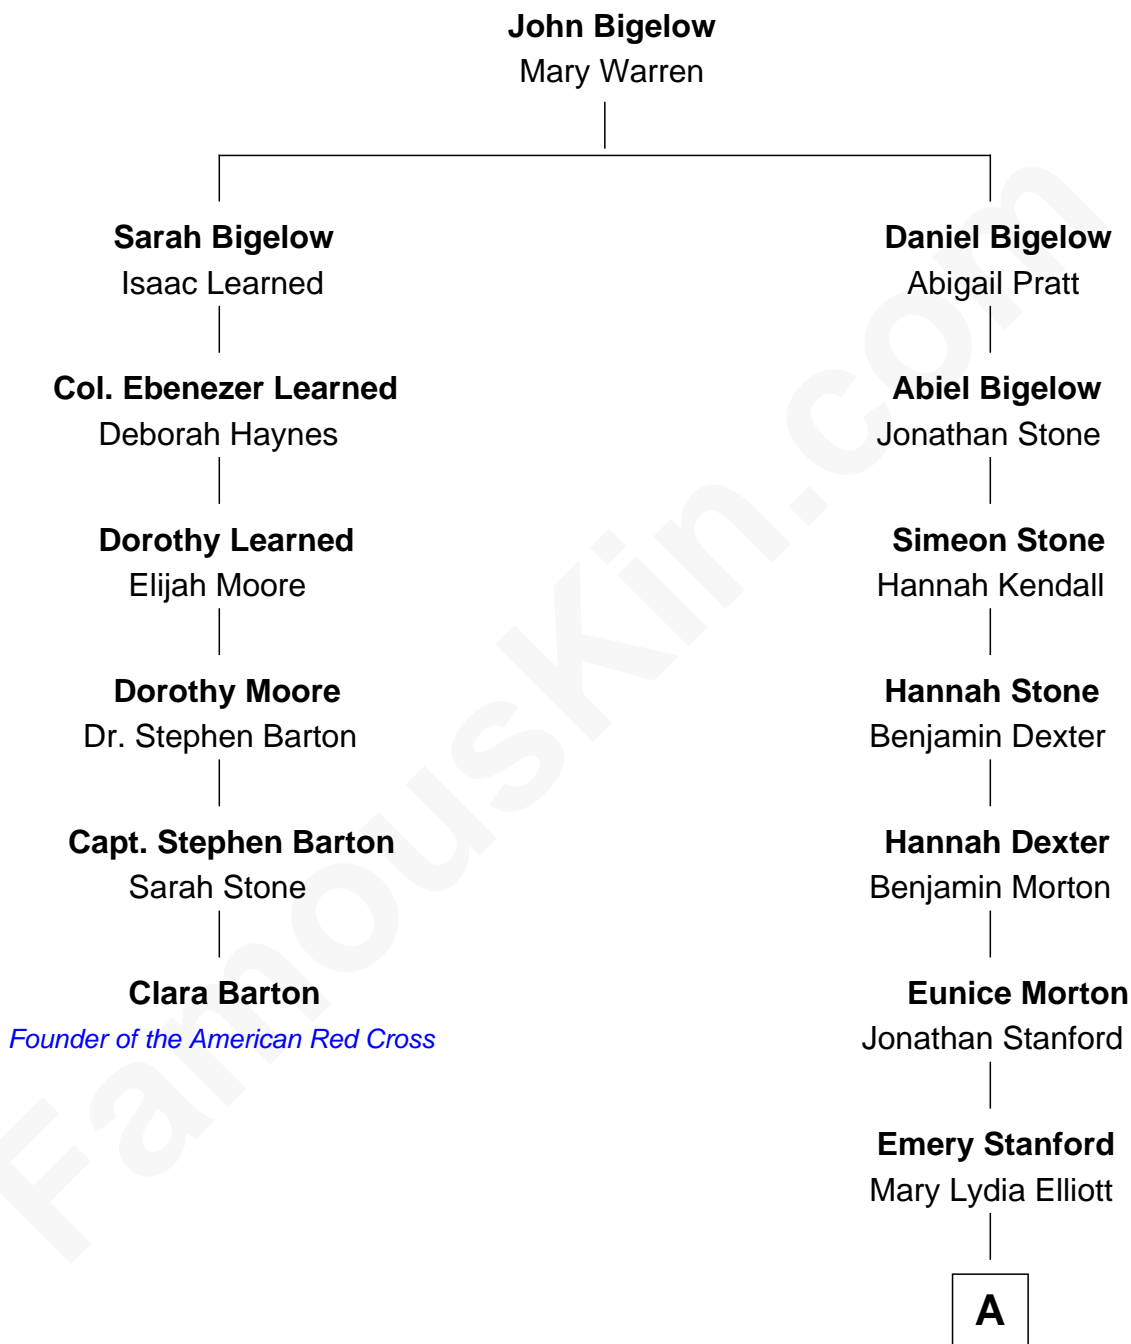 John Bigelow
Mary Warren
Sarah Bigelow
Isaac Learned
Daniel Bigelow
Abigail Pratt
Col. Ebenezer Learned
Deborah Haynes
Abiel Bigelow
Jonathan Stone
Dorothy Learned
Elijah Moore
Simeon Stone
Hannah Kendall
Dorothy Moore
Dr. Stephen Barton
Hannah Stone
Benjamin Dexter
Capt. Stephen Barton
Sarah Stone
Hannah Dexter
Benjamin Morton
Clara Barton
Founder of the American Red Cross
Eunice Morton
Jonathan Stanford
Emery Stanford
Mary Lydia Elliott
A
FamousKin.com